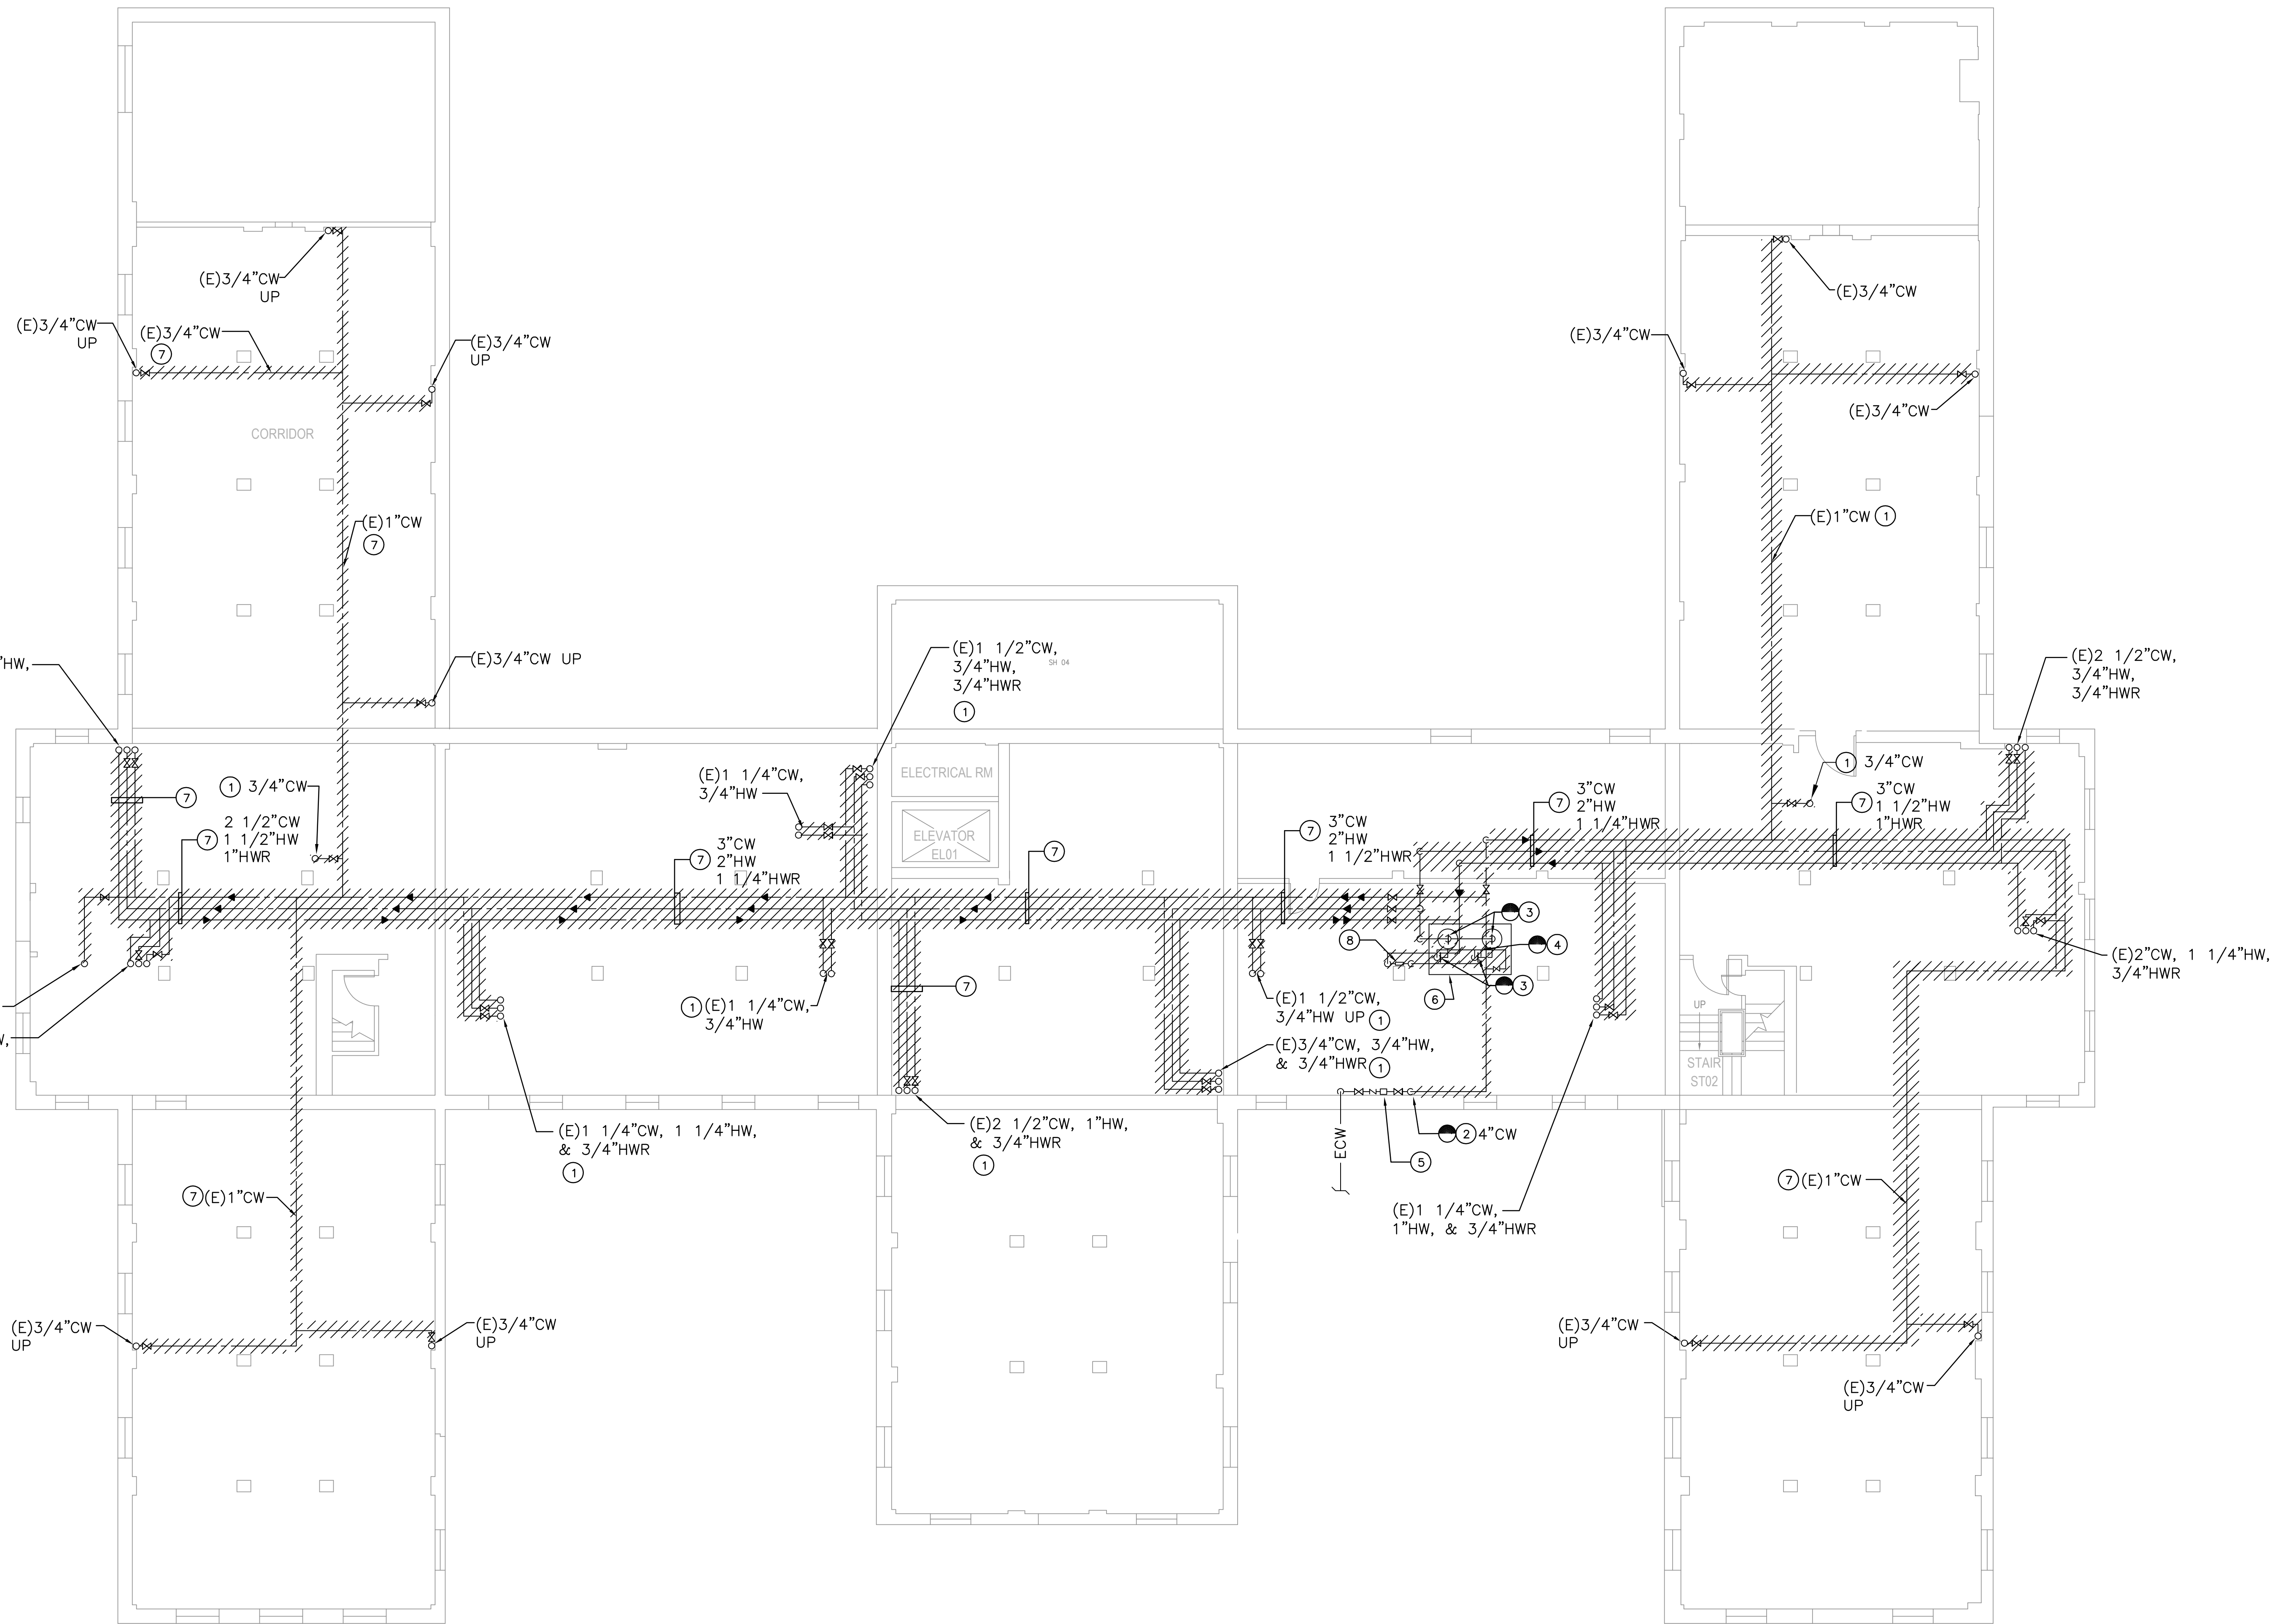 (E)3/4"CW
UP
(E)3/4"CW
UP
(E)3/4"CW
7
(E)3/4"CW
UP
CORRIDOR
(E)1"CW
7
(E)3/4"CW UP
"HW,
(E)3/4"CW
(E)3/4"CW
(E)3/4"CW
(E)1"CW 1
(E)1 1/2"CW,
3/4"HW,
3/4"HWR
1
SH 04
(E)2 1/2"CW,
3/4"HW,
3/4"HWR
7
1 3/4"CW
7 2 1/2"CW
1 1/2"HW
1"HWR
(E)1 1/4"CW,
3/4"HW
7 3"CW
2"HW
1 1/4"HWR
ELECTRICAL RM
ELEVATOR
EL01
7
7 3"CW
2"HW
1 1/2"HWR
7 3"CW
2"HW
1 1/4"HWR
1 3/4"CW
7 3"CW
1 1/2"HW
1"HWR
3
4
8
3
6
W,
1 (E)1 1/4"CW,
3/4"HW
7
(E)1 1/2"CW,
3/4"HW UP 1
(E)3/4"CW, 3/4"HW,
& 3/4"HWR 1
(E)2"CW, 1 1/4"HW,
3/4"HWR
UP
STAIR
ST02
(E)1 1/4"CW, 1 1/4"HW,
& 3/4"HWR
1
(E)2 1/2"CW, 1"HW,
& 3/4"HWR
1
ECW
2 4"CW
5
(E)1 1/4"CW,
1"HW, & 3/4"HWR
7 (E)1"CW
7 (E)1"CW
(E)3/4"CW
UP
(E)3/4"CW
UP
(E)3/4"CW
UP
(E)3/4"CW
UP